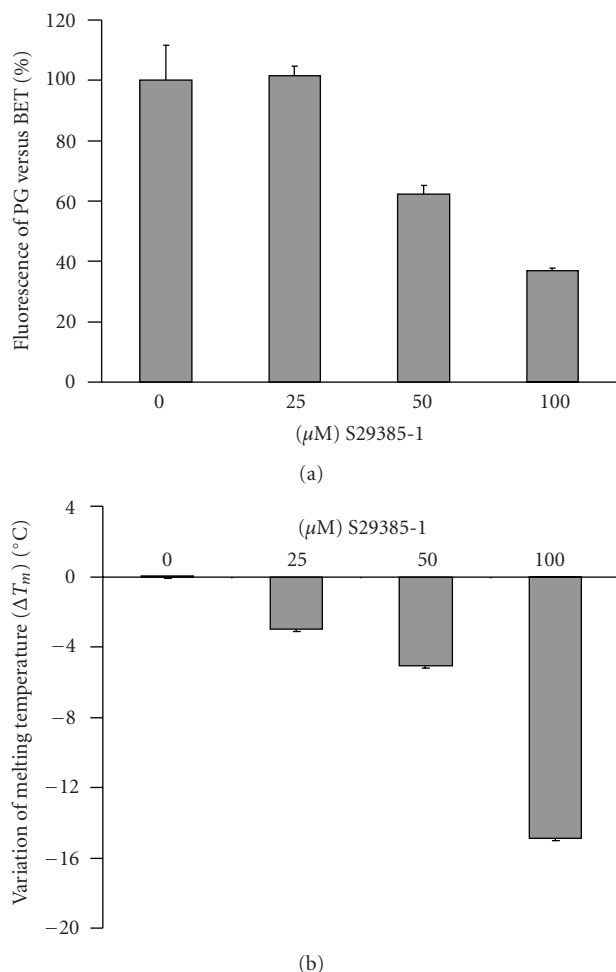 Fluorescence of PG versus BET (%)
120
100
80
60
40
20
0
0 25 50 100
(μM) S29385-1
(a)
Variation of melting temperature (ΔTm) (°C)
(μM) S29385-1
0 25 50 100
4
0
−4
−8
−12
−16
−20
(b)